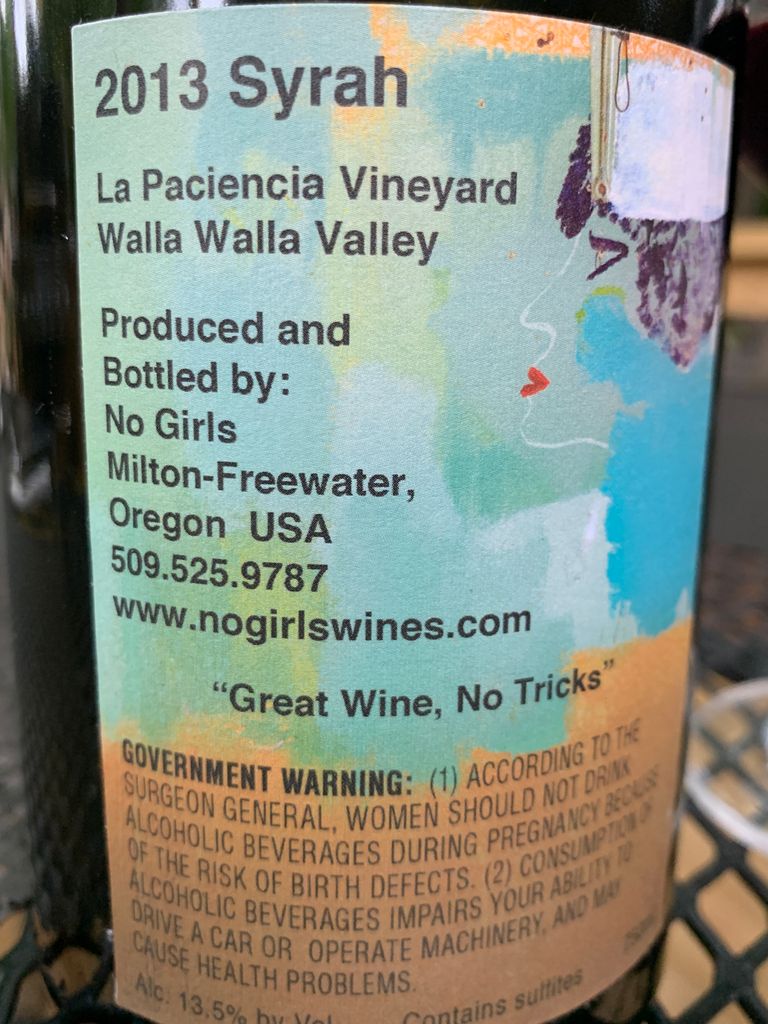 2013 Syrah
La Paciencia Vineyard
Walla Walla Valley
Produced and
Bottled by:
No Girls
Milton-Freewater,
Oregon USA
509.525.9787
www.nogirlswines.com
“Great Wine, No Tricks”
GOVERNMENT WARNING: (1) ACCORDING TO THE
SURGEON GENERAL, WOMEN SHOULD NOT DRINK
ALCOHOLIC BEVERAGES DURING PREGNANCY BECAUSE
OF THE RISK OF BIRTH DEFECTS. (2) CONSUMPTION OF
ALCOHOLIC BEVERAGES IMPAIRS YOUR ABILITY TO
DRIVE A CAR OR OPERATE MACHINERY, AND MAY
CAUSE HEALTH PROBLEMS.
750ml
Alc. 13.5% by Vol Contains sulfites